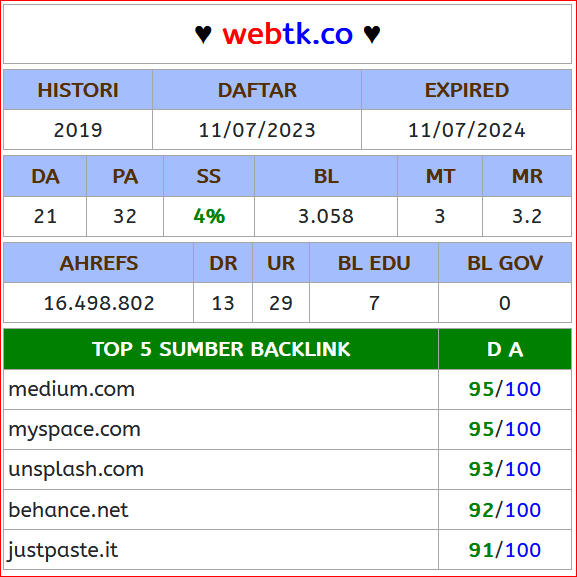 ♥ webtk.co ♥
HISTORI DAFTAR EXPIRED
2019 11/07/2023 11/07/2024
DA PA SS BL MT MR
21 32 4% 3.058 3 3.2
AHREFS DR UR BL EDU BL GOV
16.498.802 13 29 7 0
TOP 5 SUMBER BACKLINK D A
medium.com 95/100
myspace.com 95/100
unsplash.com 93/100
behance.net 92/100
justpaste.it 91/100